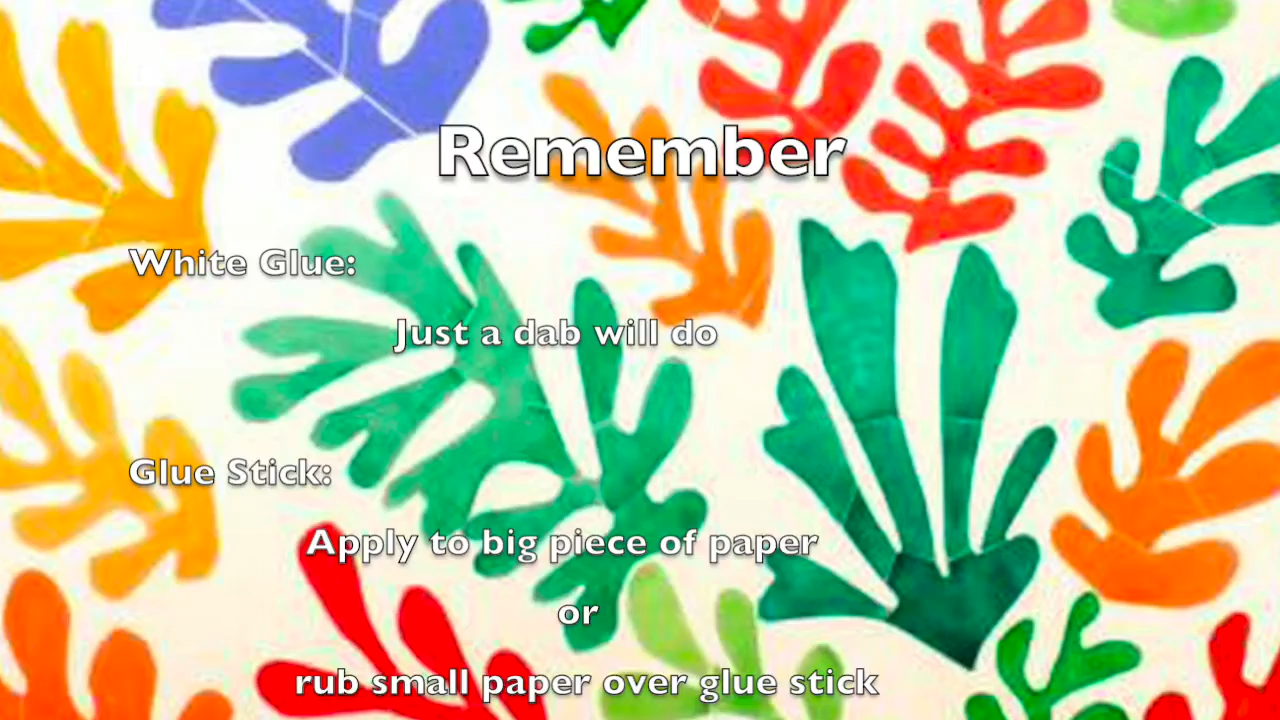 Remember
White Glue:
Just a dab will do
Glue Stick:
Apply to big piece of paper
or
rub small paper over glue stick